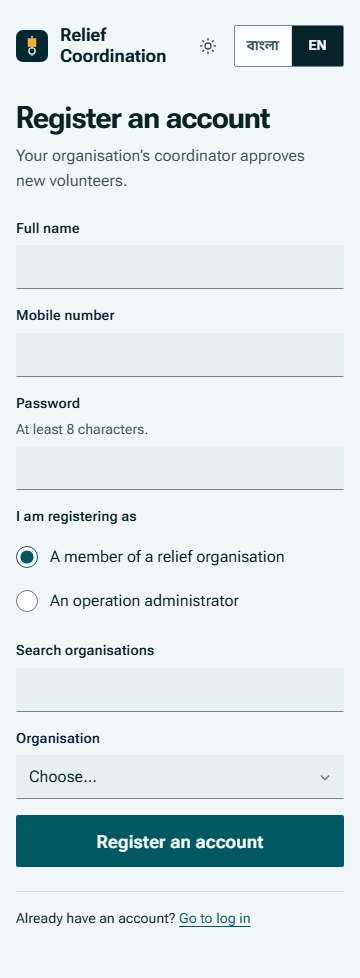 Relief
Coordination
বাংলা
EN
Register an account
Your organisation's coordinator approves
new volunteers.
Full name
Mobile number
Password
At least 8 characters.
I am registering as
A member of a relief organisation
An operation administrator
Search organisations
Organisation
Choose...
Register an account
Already have an account? Go to log in